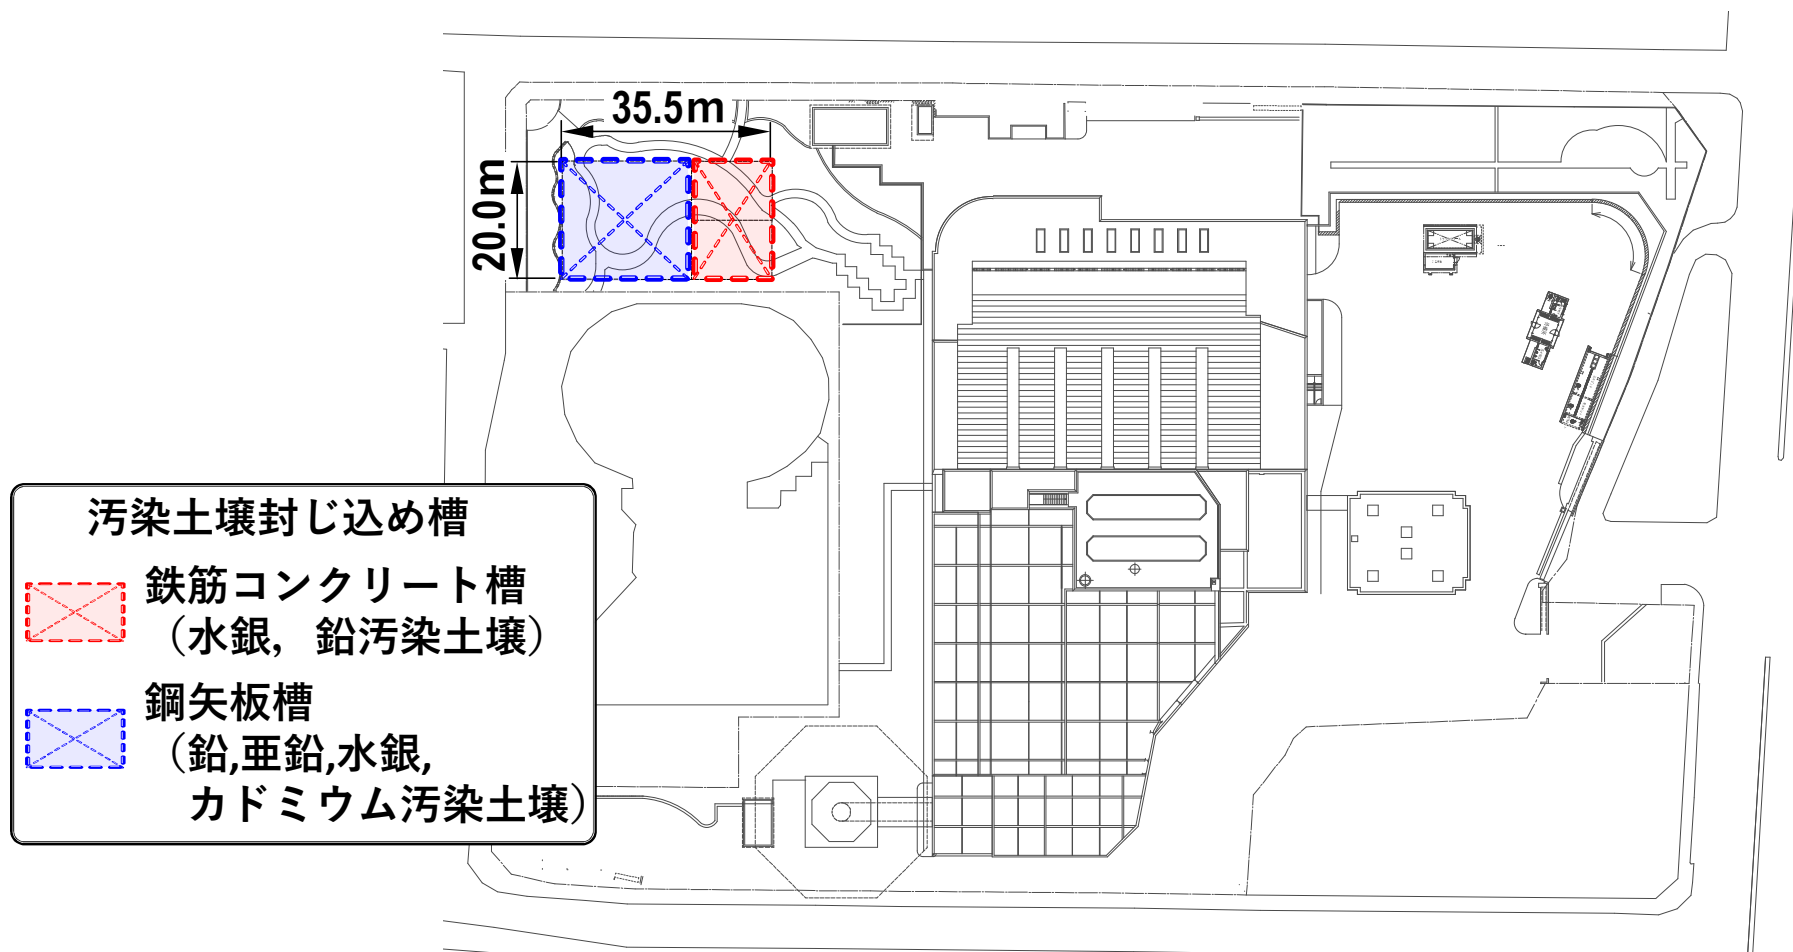 35.5m
20.0m
汚染土壌封じ込め槽
鉄筋コンクリート槽
（水銀，鉛汚染土壌）
鋼矢板槽
（鉛,亜鉛,水銀,
カドミウム汚染土壌）